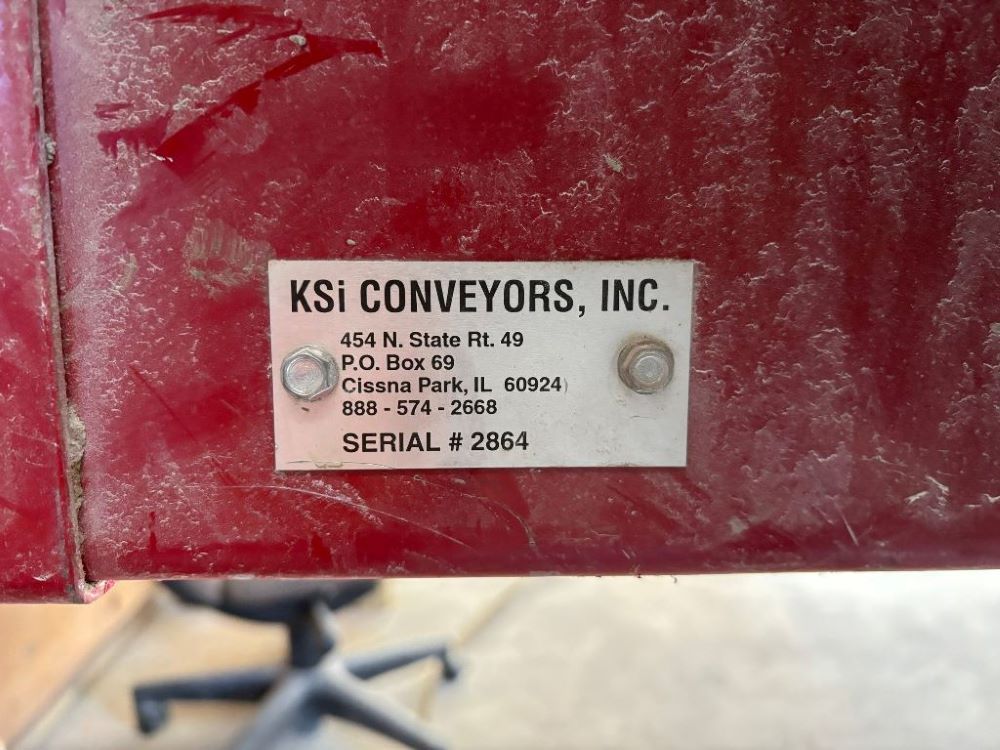 KSi CONVEYORS, INC.
454 N. State Rt. 49
P.O. Box 69
Cissna Park, IL 60924
888 - 574 - 2668
SERIAL # 2864